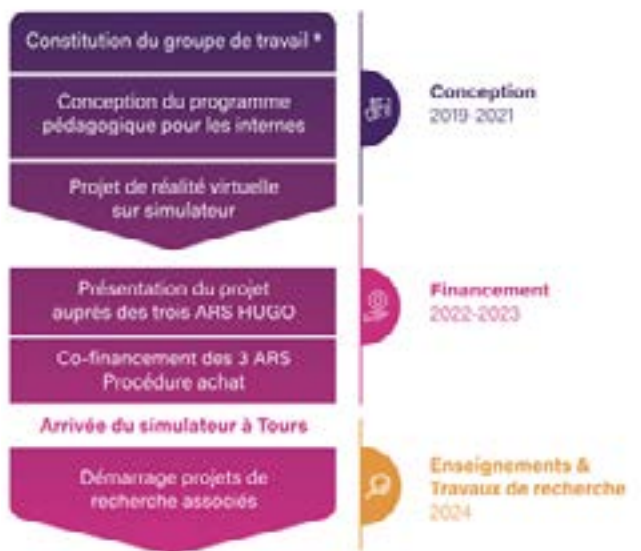 Constitution du groupe de travail *
Conception du programme
pédagogique pour les internes
Projet de réalité virtuelle
sur simulateur
Conception
2019-2021
Présentation du projet
auprès des trois ARS HUGO
Co-financement des 3 ARS
Procédure achat
Financement
2022-2023
Arrivée du simulateur à Tours
Démarrage projets de
recherche associés
Enseignements &
Travaux de recherche
2024